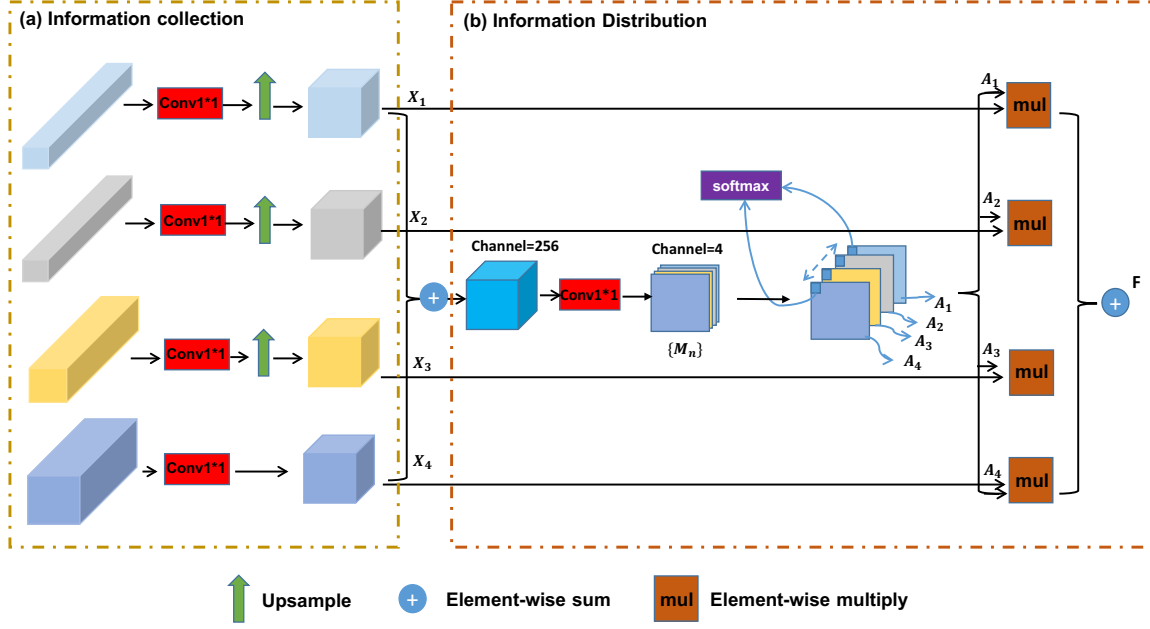 (a) Information collection
(b) Information Distribution
Conv1*1
X₁
A₁
mul
Conv1*1
X₂
softmax
A₂
mul
Channel=256
Channel=4
Conv1*1
+
{Mₙ}
A₁
A₂
A₃
A₄
+
F
Conv1*1
X₃
A₃
mul
Conv1*1
X₄
A₄
mul
Upsample
+
Element-wise sum
mul
Element-wise multiply